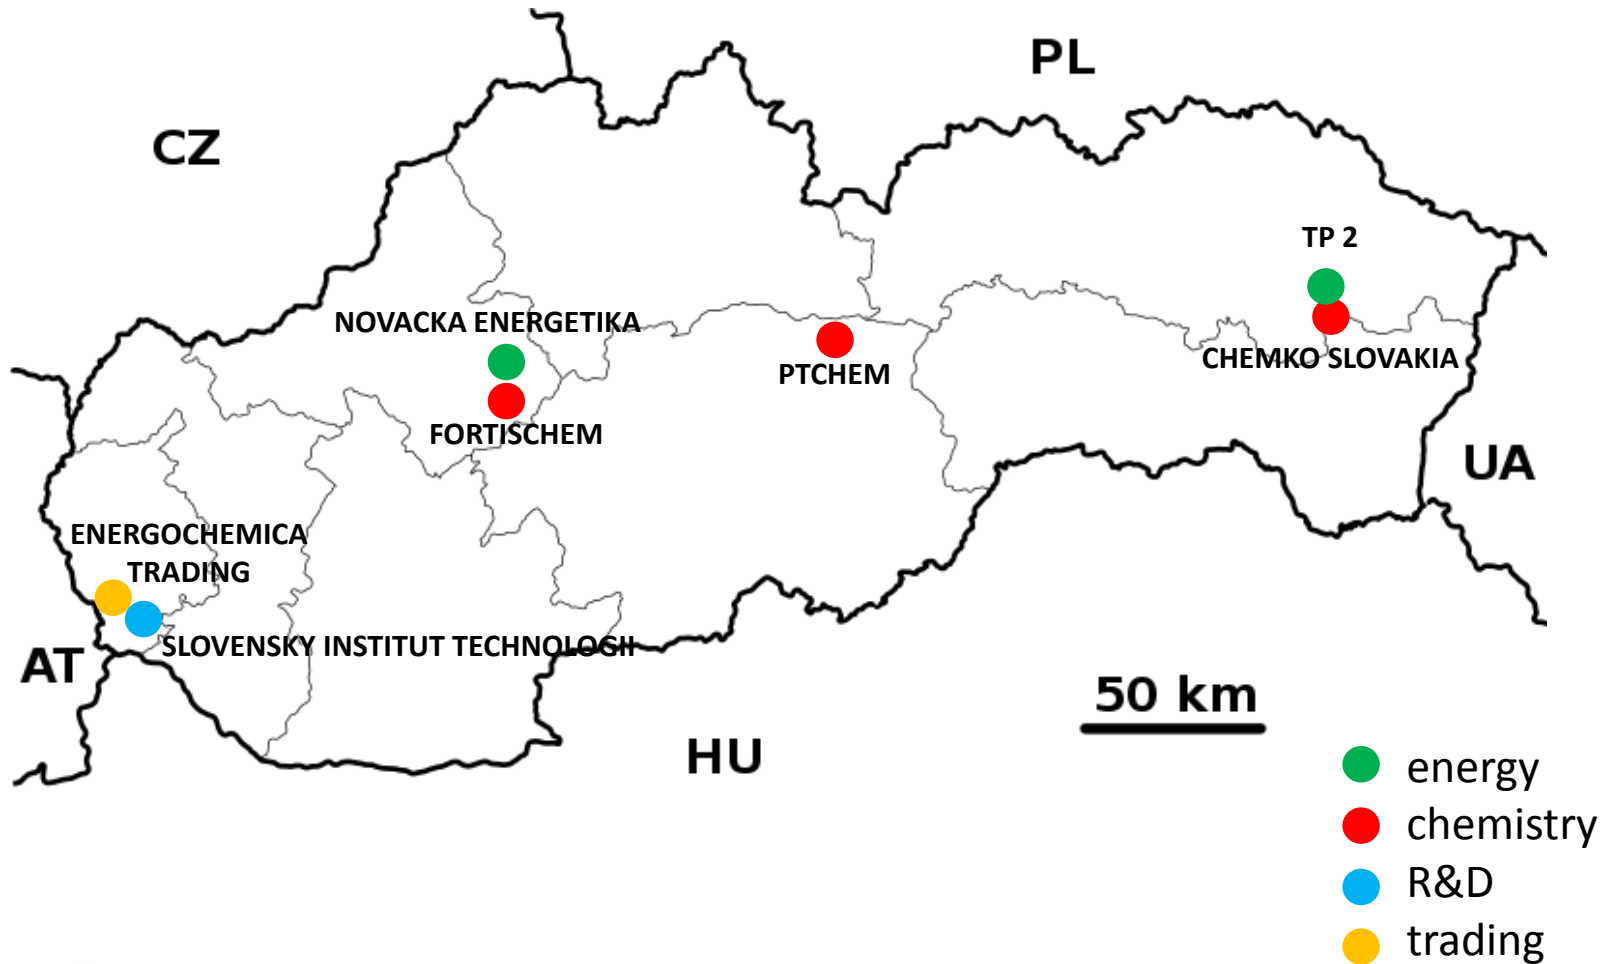 PL
CZ
TP 2
NOVACKA ENERGETIKA
CHEMKO SLOVAKIA
PTCHEM
FORTISCHEM
UA
ENERGOCHEMICA
TRADING
SLOVENSKY INSTITUT TECHNOLOGII
AT
50 km
HU
energy
chemistry
R&D
trading